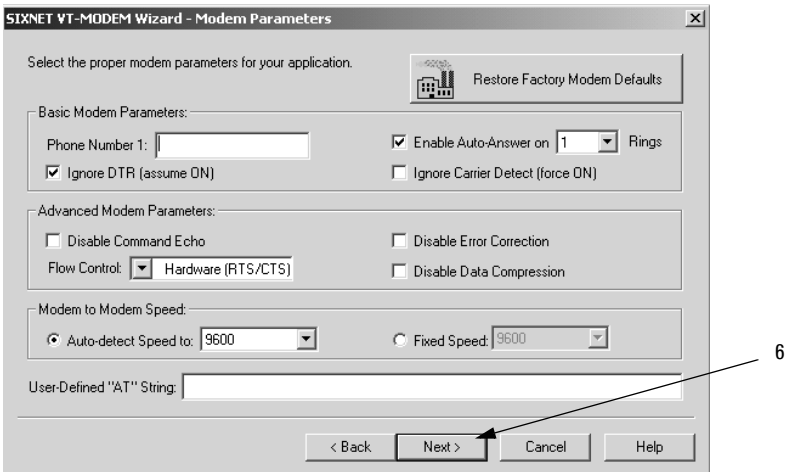 SIXNET VT-MODEM Wizard - Modem Parameters
Select the proper modem parameters for your application.
Restore Factory Modem Defaults
Basic Modem Parameters:
Phone Number 1:
Enable Auto-Answer on 1 Rings
Ignore DTR (assume ON)
Ignore Carrier Detect (force ON)
Advanced Modem Parameters:
Disable Command Echo
Disable Error Correction
Flow Control: Hardware (RTS/CTS)
Disable Data Compression
Modem to Modem Speed:
Auto-detect Speed to: 9600
Fixed Speed: 9600
6
User-Defined "AT" String:
< Back
Next >
Cancel
Help